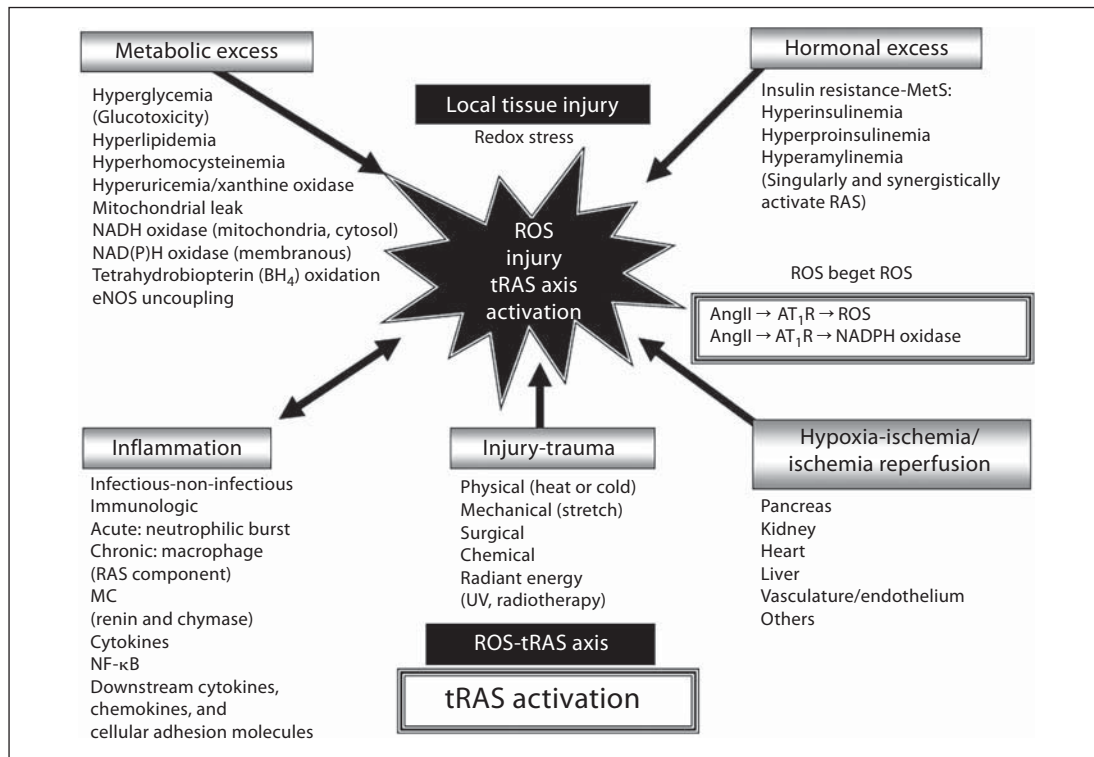 Metabolic excess
Hyperglycemia
(Glucotoxicity)
Hyperlipidemia
Hyperhomocysteinemia
Hyperuricemia/xanthine oxidase
Mitochondrial leak
NADH oxidase (mitochondria, cytosol)
NAD(P)H oxidase (membranous)
Tetrahydrobiopterin (BH4) oxidation
eNOS uncoupling
Local tissue injury
Redox stress
Hormonal excess
Insulin resistance-MetS:
Hyperinsulinemia
Hyperproinsulinemia
Hyperamylinemia
(Singularly and synergistically
activate RAS)
ROS
injury
tRAS axis
activation
ROS beget ROS
AngII → AT1R → ROS
AngII → AT1R → NADPH oxidase
Inflammation
Infectious-non-infectious
Immunologic
Acute: neutrophilic burst
Chronic: macrophage
(RAS component)
MC
(renin and chymase)
Cytokines
NF-κB
Downstream cytokines,
chemokines, and
cellular adhesion molecules
Injury-trauma
Physical (heat or cold)
Mechanical (stretch)
Surgical
Chemical
Radiant energy
(UV, radiotherapy)
Hypoxia-ischemia/
ischemia reperfusion
Pancreas
Kidney
Heart
Liver
Vasculature/endothelium
Others
ROS-tRAS axis
tRAS activation